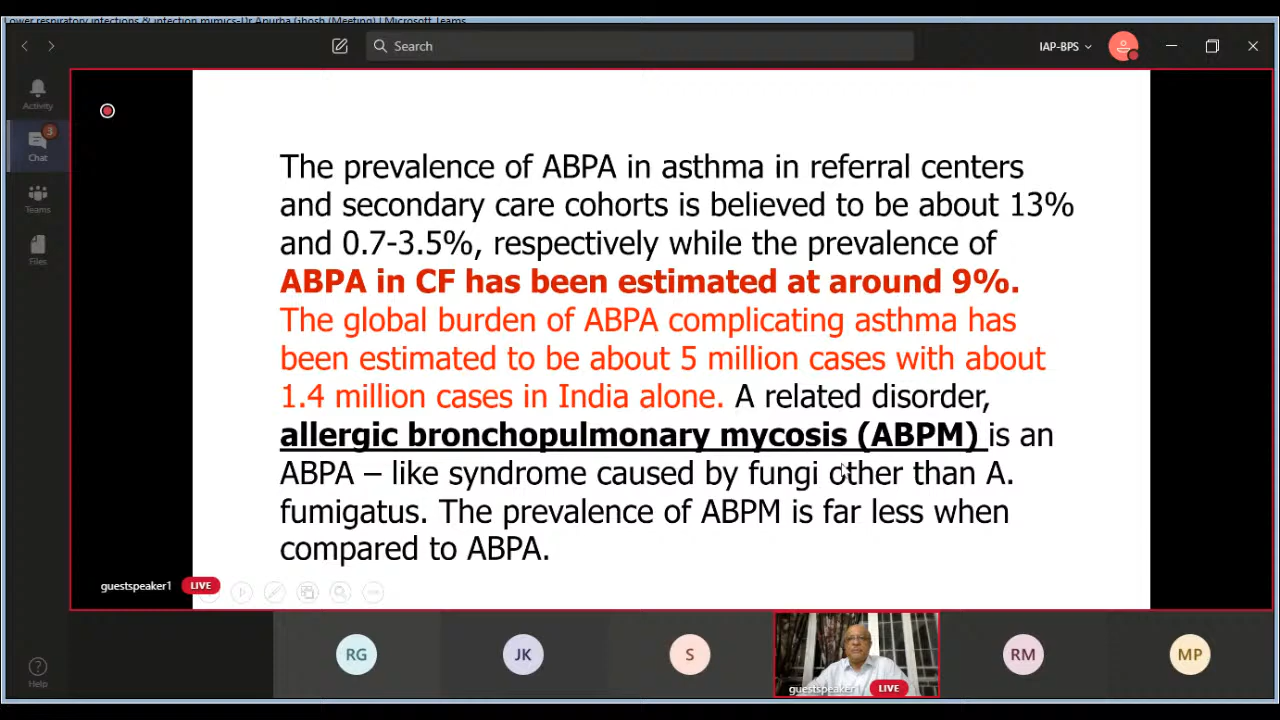 Lower respiratory infections & infection mimics-Dr Apurba Ghosh (Meeting) | Microsoft Teams
Search
IAP-BPS
Activity
3
Chat
Teams
Files
Help
The prevalence of ABPA in asthma in referral centers
and secondary care cohorts is believed to be about 13%
and 0.7-3.5%, respectively while the prevalence of
ABPA in CF has been estimated at around 9%.
The global burden of ABPA complicating asthma has
been estimated to be about 5 million cases with about
1.4 million cases in India alone. A related disorder,
allergic bronchopulmonary mycosis (ABPM) is an
ABPA – like syndrome caused by fungi other than A.
fumigatus. The prevalence of ABPM is far less when
compared to ABPA.
guestspeaker1 LIVE
RG
JK
S
guestspeaker1 LIVE
RM
MP